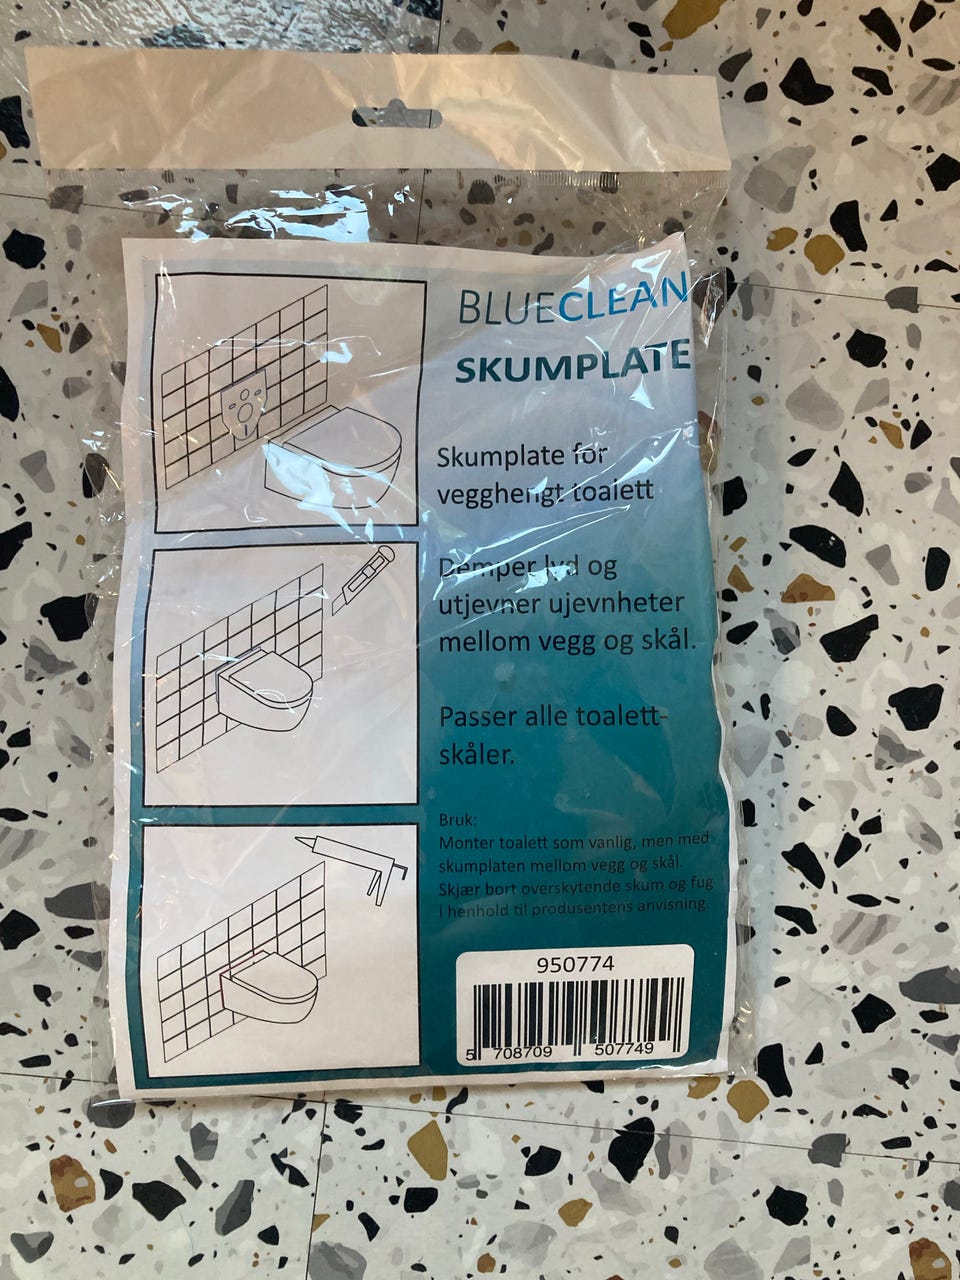 BLUECLEAN
SKUMPLATE
Skumplate for
vegghengt toalett
Demper lyd og
utjevner ujevnheter
mellom vegg og skål.
Passer alle toalett-
skåler.
Bruk:
Monter toalett som vanlig, men med
skumplaten mellom vegg og skål.
Skjær bort overskytende skum og fug
i henhold til produsentens anvisning.
950774
5 708709 507749